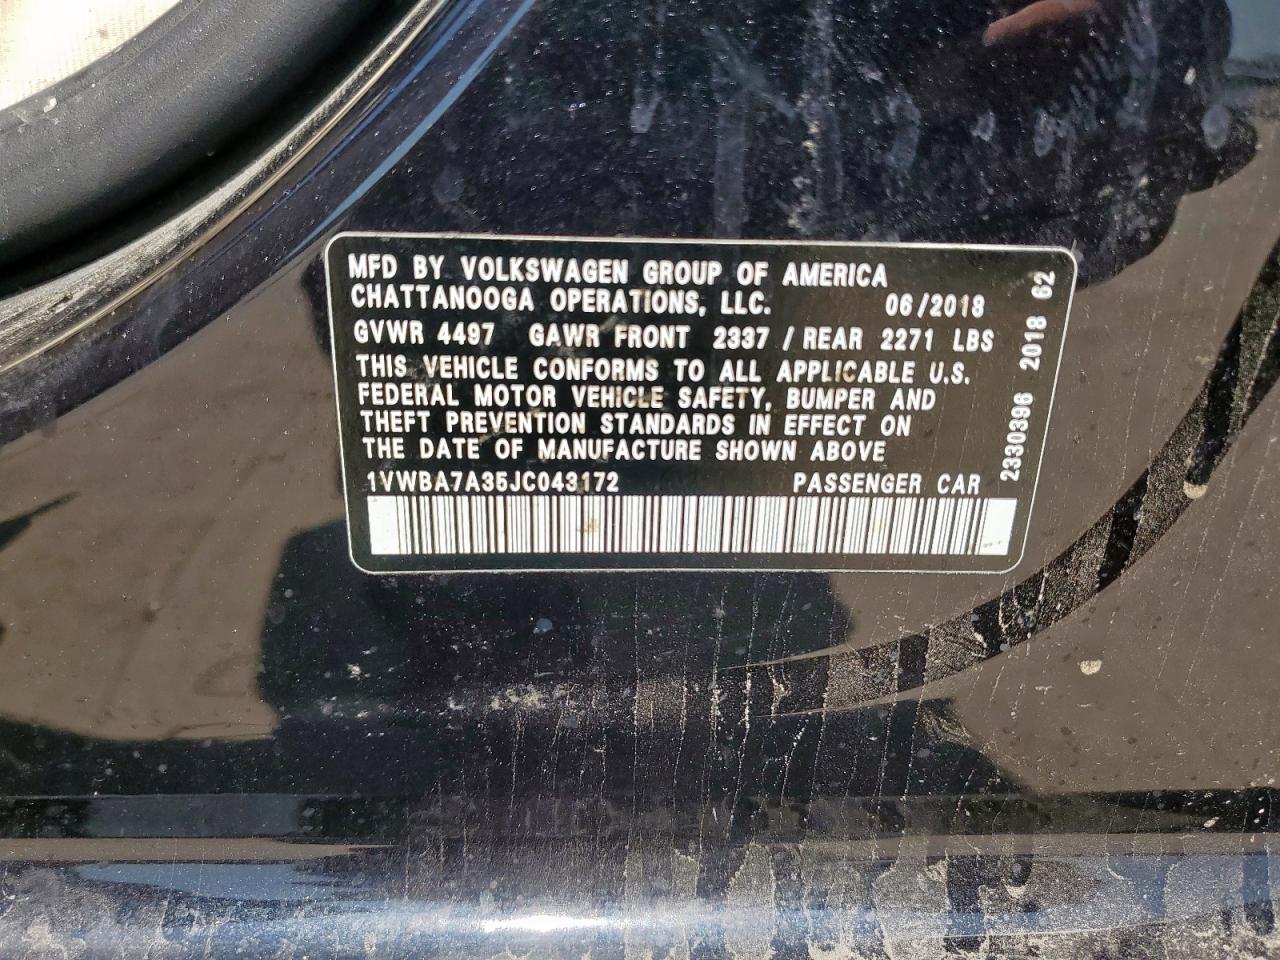 MFD BY VOLKSWAGEN GROUP OF AMERICA
CHATTANOOGA OPERATIONS, LLC. 06/2018
GVWR 4497 GAWR FRONT 2337 / REAR 2271 LBS
THIS VEHICLE CONFORMS TO ALL APPLICABLE U.S.
FEDERAL MOTOR VEHICLE SAFETY, BUMPER AND
THEFT PREVENTION STANDARDS IN EFFECT ON
THE DATE OF MANUFACTURE SHOWN ABOVE
1VWBA7A35JC043172 PASSENGER CAR
2330396 2018 62